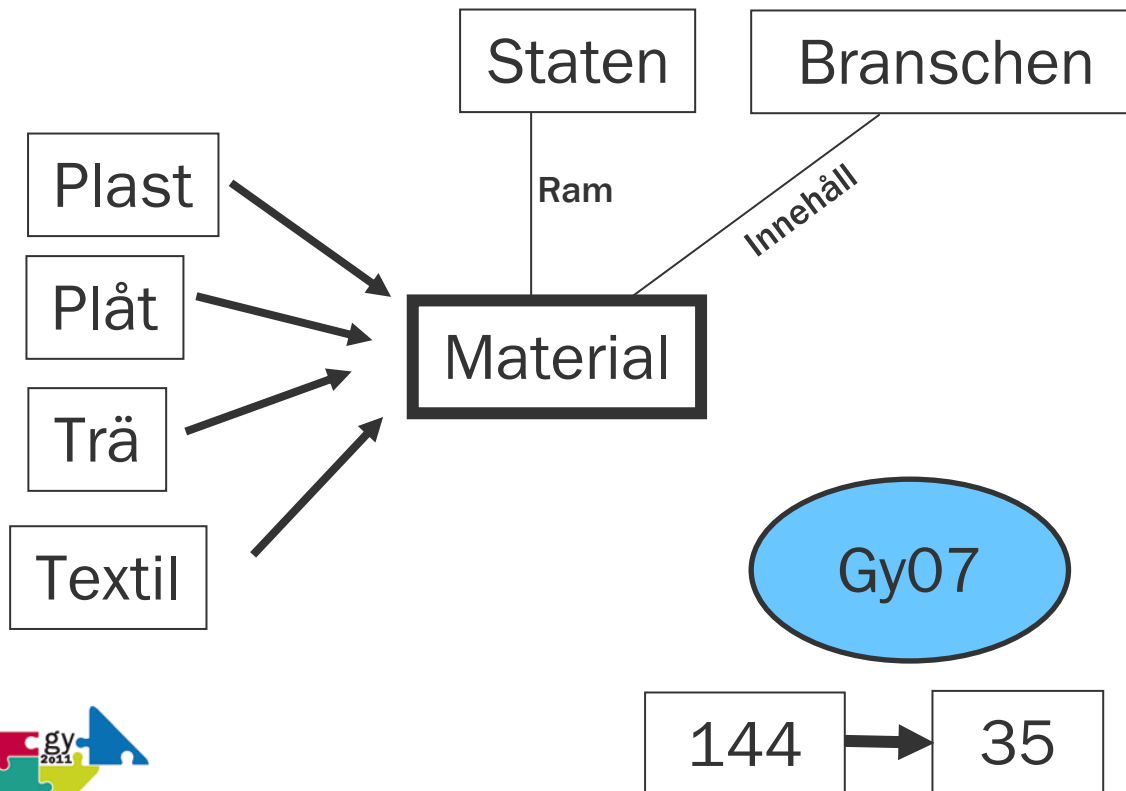 Staten
Branschen
Plast
Ram
Innehåll
Plåt
Material
Trä
Textil
Gy07
144
35
gy
2011